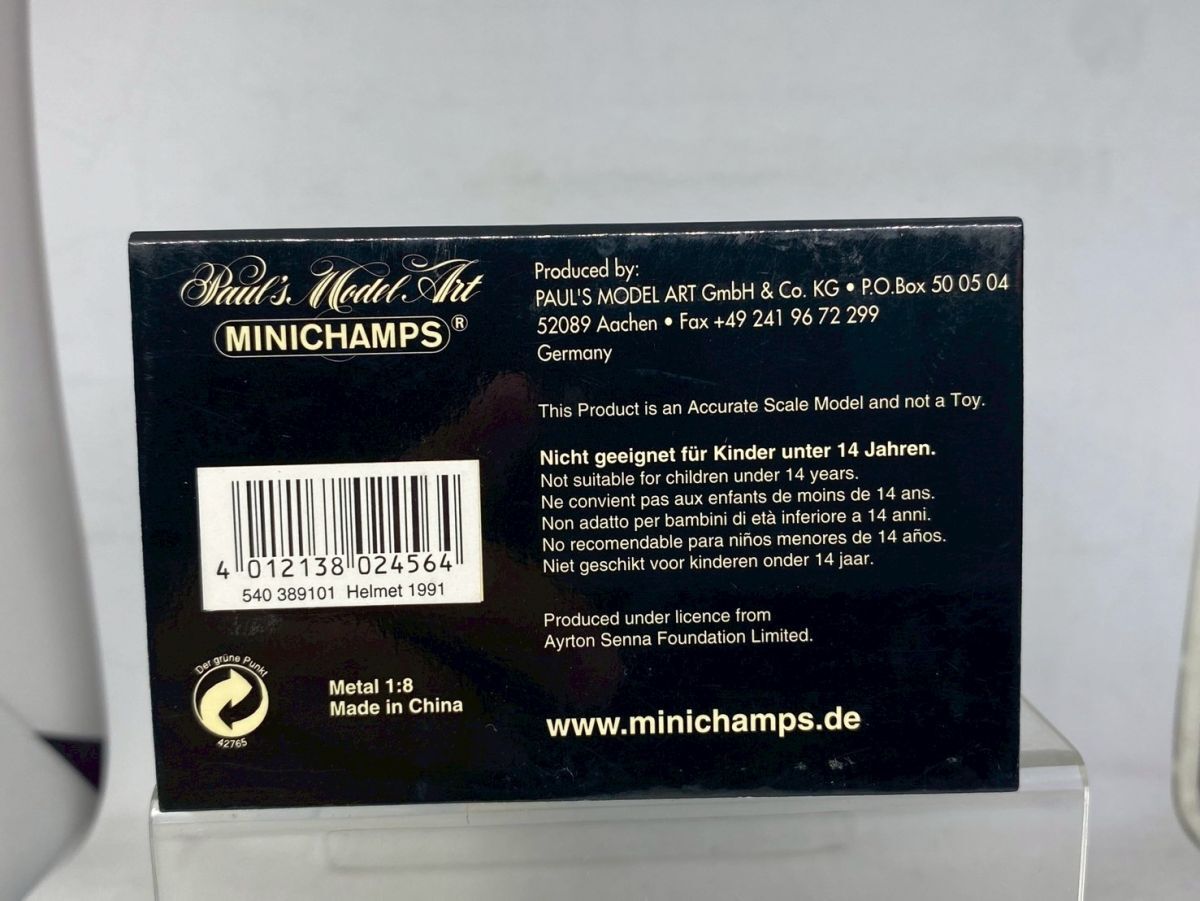 Paul's Model Art
MINICHAMPS®
Produced by:
PAUL'S MODEL ART GmbH & Co. KG • P.O.Box 50 05 04
52089 Aachen • Fax +49 241 96 72 299
Germany
This Product is an Accurate Scale Model and not a Toy.
Nicht geeignet für Kinder unter 14 Jahren.
Not suitable for children under 14 years.
Ne convient pas aux enfants de moins de 14 ans.
Non adatto per bambini di età inferiore a 14 anni.
No recomendable para niños menores de 14 años.
Niet geschikt voor kinderen onder 14 jaar.
Produced under licence from
Ayrton Senna Foundation Limited.
www.minichamps.de
4 012138 024564
540 389101 Helmet 1991
Der grüne Punkt
42765
Metal 1:8
Made in China